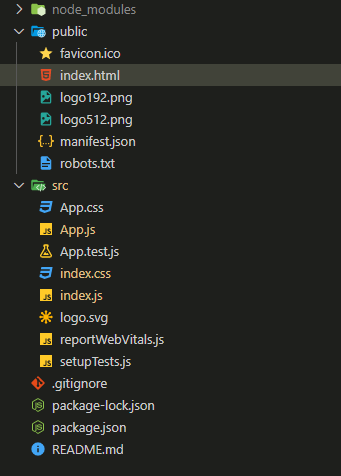 node_modules
public
favicon.ico
index.html
logo192.png
logo512.png
manifest.json
robots.txt
src
App.css
App.js
App.test.js
index.css
index.js
logo.svg
reportWebVitals.js
setupTests.js
.gitignore
package-lock.json
package.json
README.md